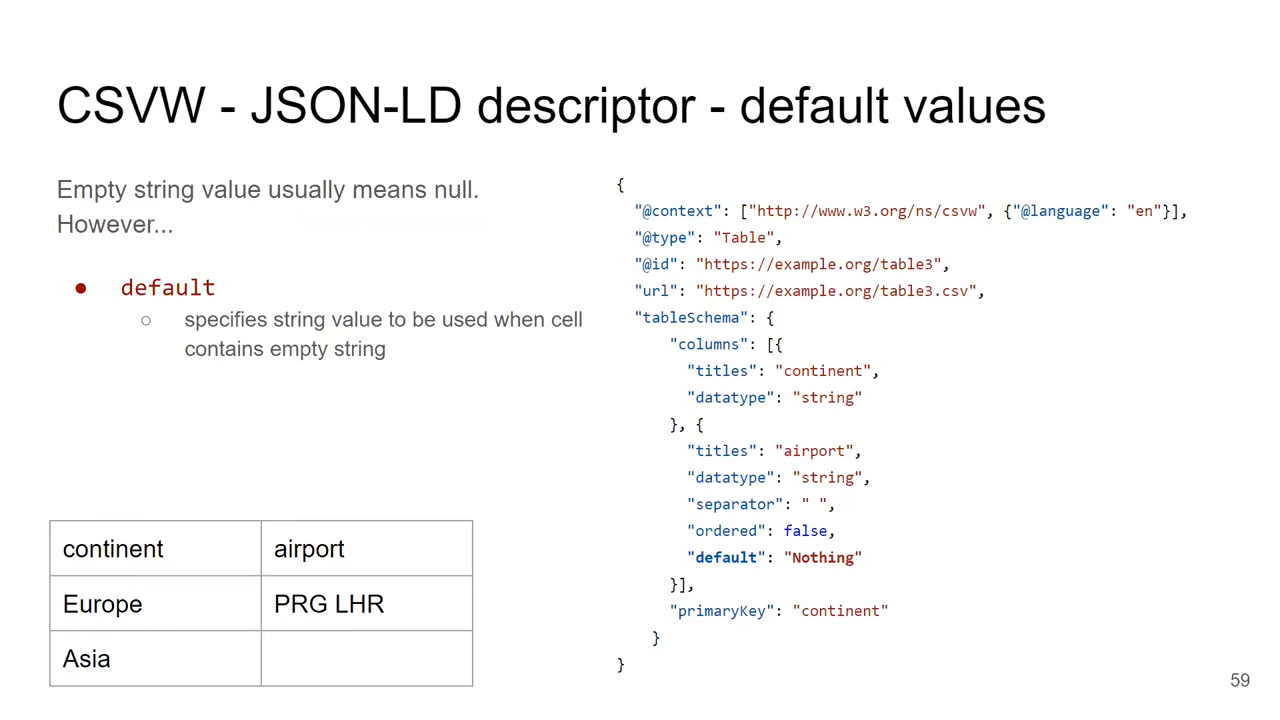 CSVW - JSON-LD descriptor - default values
Empty string value usually means null.
However...
● default
○ specifies string value to be used when cell
contains empty string
continent airport
Europe PRG LHR
Asia
{
"@context": ["http://www.w3.org/ns/csvw", {"@language": "en"}],
"@type": "Table",
"@id": "https://example.org/table3",
"url": "https://example.org/table3.csv",
"tableSchema": {
"columns": [{
"titles": "continent",
"datatype": "string"
}, {
"titles": "airport",
"datatype": "string",
"separator": " ",
"ordered": false,
"default": "Nothing"
}],
"primaryKey": "continent"
}
}
59